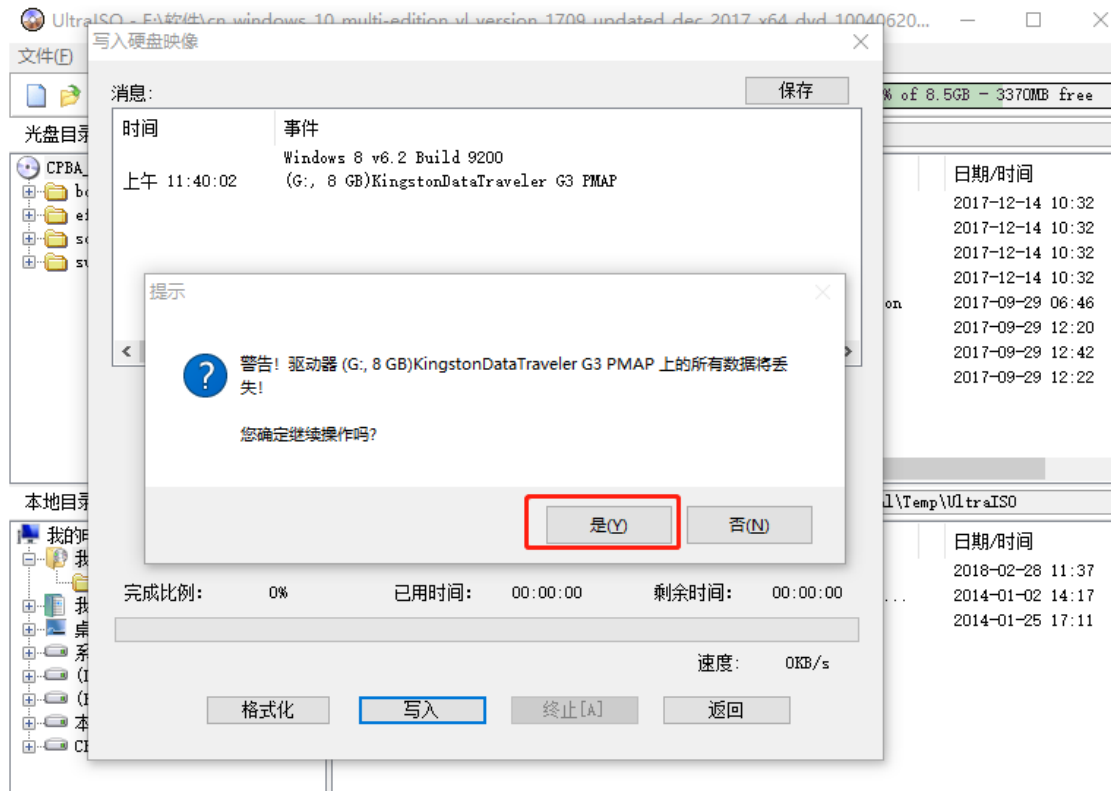 UltraISO - E:\软件\cn_windows_10_multi-edition_vl_version_1709_updated_dec_2017_x64_dvd_10040620...
写入硬盘映像
文件(F)
消息:
保存
% of 8.5GB - 3370MB free
光盘目录
时间
事件
Windows 8 v6.2 Build 9200
上午 11:40:02
(G:, 8 GB)KingstonDataTraveler G3 PMAP
CPBA_
日期/时间
2017-12-14 10:32
2017-12-14 10:32
2017-12-14 10:32
2017-12-14 10:32
on
2017-09-29 06:46
2017-09-29 12:20
2017-09-29 12:42
2017-09-29 12:22
提示
警告! 驱动器 (G:, 8 GB)KingstonDataTraveler G3 PMAP 上的所有数据将丢
失!
您确定继续操作吗?
是(Y)
否(N)
本地目录
l\Temp\UltraISO
我的电
日期/时间
2018-02-28 11:37
2014-01-02 14:17
2014-01-25 17:11
完成比例:
0%
已用时间:
00:00:00
剩余时间:
00:00:00
速度:
0KB/s
格式化
写入
终止[A]
返回